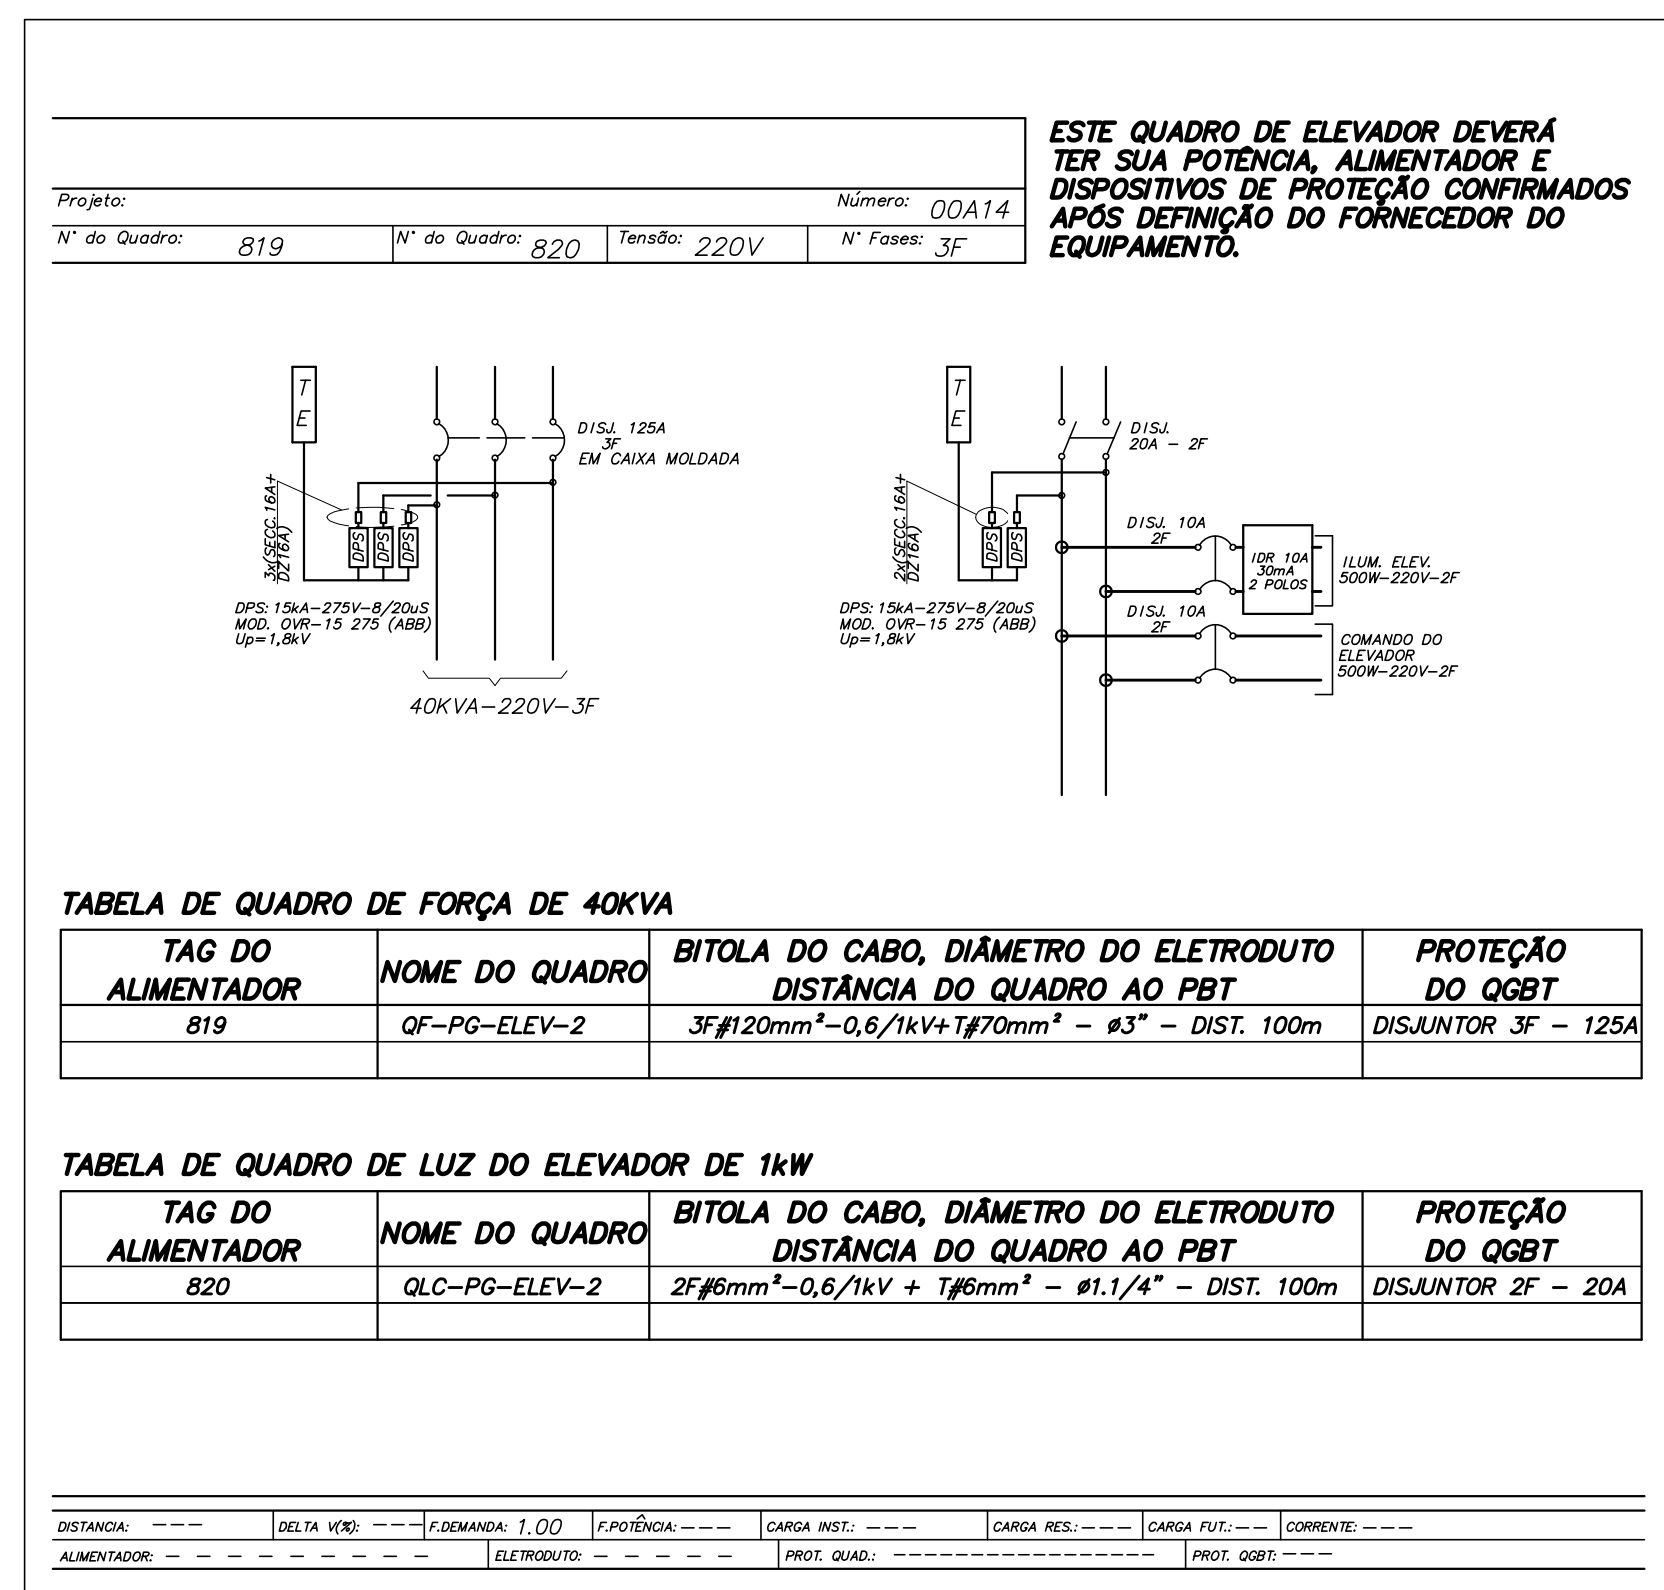 ESTE QUADRO DE ELEVADOR DEVERÁ
TER SUA POTÊNCIA, ALIMENTADOR E
DISPOSITIVOS DE PROTEÇÃO CONFIRMADOS
APÓS DEFINIÇÃO DO FORNECEDOR DO
EQUIPAMENTO.
Projeto: Número: 00A14
N° do Quadro: 819 N° do Quadro: 820 Tensão: 220V N° Fases: 3F
T
E
DISJ. 125A
3F
EM CAIXA MOLDADA
3x(SECC.16A+
DZ16A)
DPS DPS DPS
DPS: 15kA-275V-8/20uS
MOD. OVR-15 275 (ABB)
Up=1,8kV
40KVA-220V-3F
T
E
DISJ.
20A - 2F
2x(SECC.16A+
DZ16A)
DPS DPS
DPS: 15kA-275V-8/20uS
MOD. OVR-15 275 (ABB)
Up=1,8kV
DISJ. 10A
2F
IDR 10A
30mA
2 POLOS
ILUM. ELEV.
500W-220V-2F
DISJ. 10A
2F
COMANDO DO
ELEVADOR
500W-220V-2F
TABELA DE QUADRO DE FORÇA DE 40KVA
TAG DO
ALIMENTADOR
NOME DO QUADRO
BITOLA DO CABO, DIÂMETRO DO ELETRODUTO
DISTÂNCIA DO QUADRO AO PBT
PROTEÇÃO
DO QGBT
819 QF-PG-ELEV-2 3F#120mm²-0,6/1kV+T#70mm² - ø3" - DIST. 100m DISJUNTOR 3F - 125A
TABELA DE QUADRO DE LUZ DO ELEVADOR DE 1kW
TAG DO
ALIMENTADOR
NOME DO QUADRO
BITOLA DO CABO, DIÂMETRO DO ELETRODUTO
DISTÂNCIA DO QUADRO AO PBT
PROTEÇÃO
DO QGBT
820 QLC-PG-ELEV-2 2F#6mm²-0,6/1kV + T#6mm² - ø1.1/4" - DIST. 100m DISJUNTOR 2F - 20A
DISTANCIA: --- DELTA V(%): --- F.DEMANDA: 1.00 F.POTÊNCIA: --- CARGA INST.: --- CARGA RES.: --- CARGA FUT.: -- CORRENTE: ---
ALIMENTADOR: - - - - - - - - - ELETRODUTO: - - - - - PROT. QUAD.: ----------------- PROT. QGBT: ---